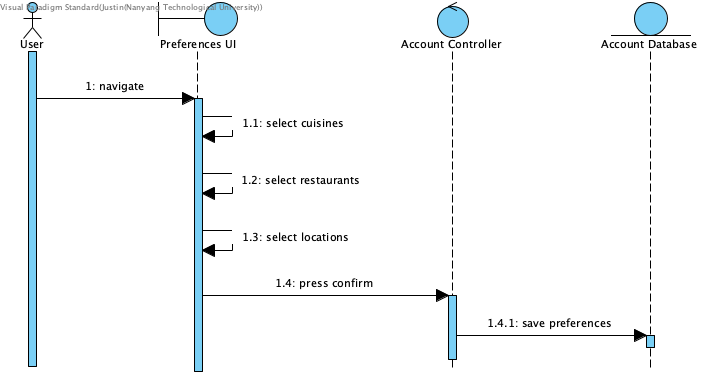 Visual Paradigm Standard(Justin(Nanyang Technological University))
User
Preferences UI
Account Controller
Account Database
1: navigate
1.1: select cuisines
1.2: select restaurants
1.3: select locations
1.4: press confirm
1.4.1: save preferences